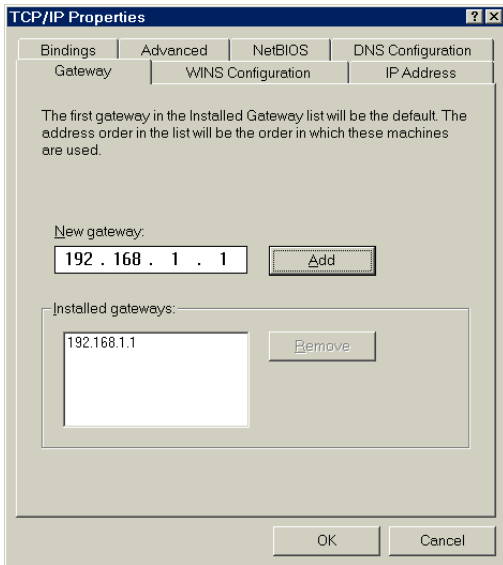 TCP/IP Properties
Bindings Advanced NetBIOS DNS Configuration
Gateway WINS Configuration IP Address
The first gateway in the Installed Gateway list will be the default. The
address order in the list will be the order in which these machines
are used.
New gateway:
192 . 168 . 1 . 1 Add
Installed gateways:
192.168.1.1 Remove
OK Cancel